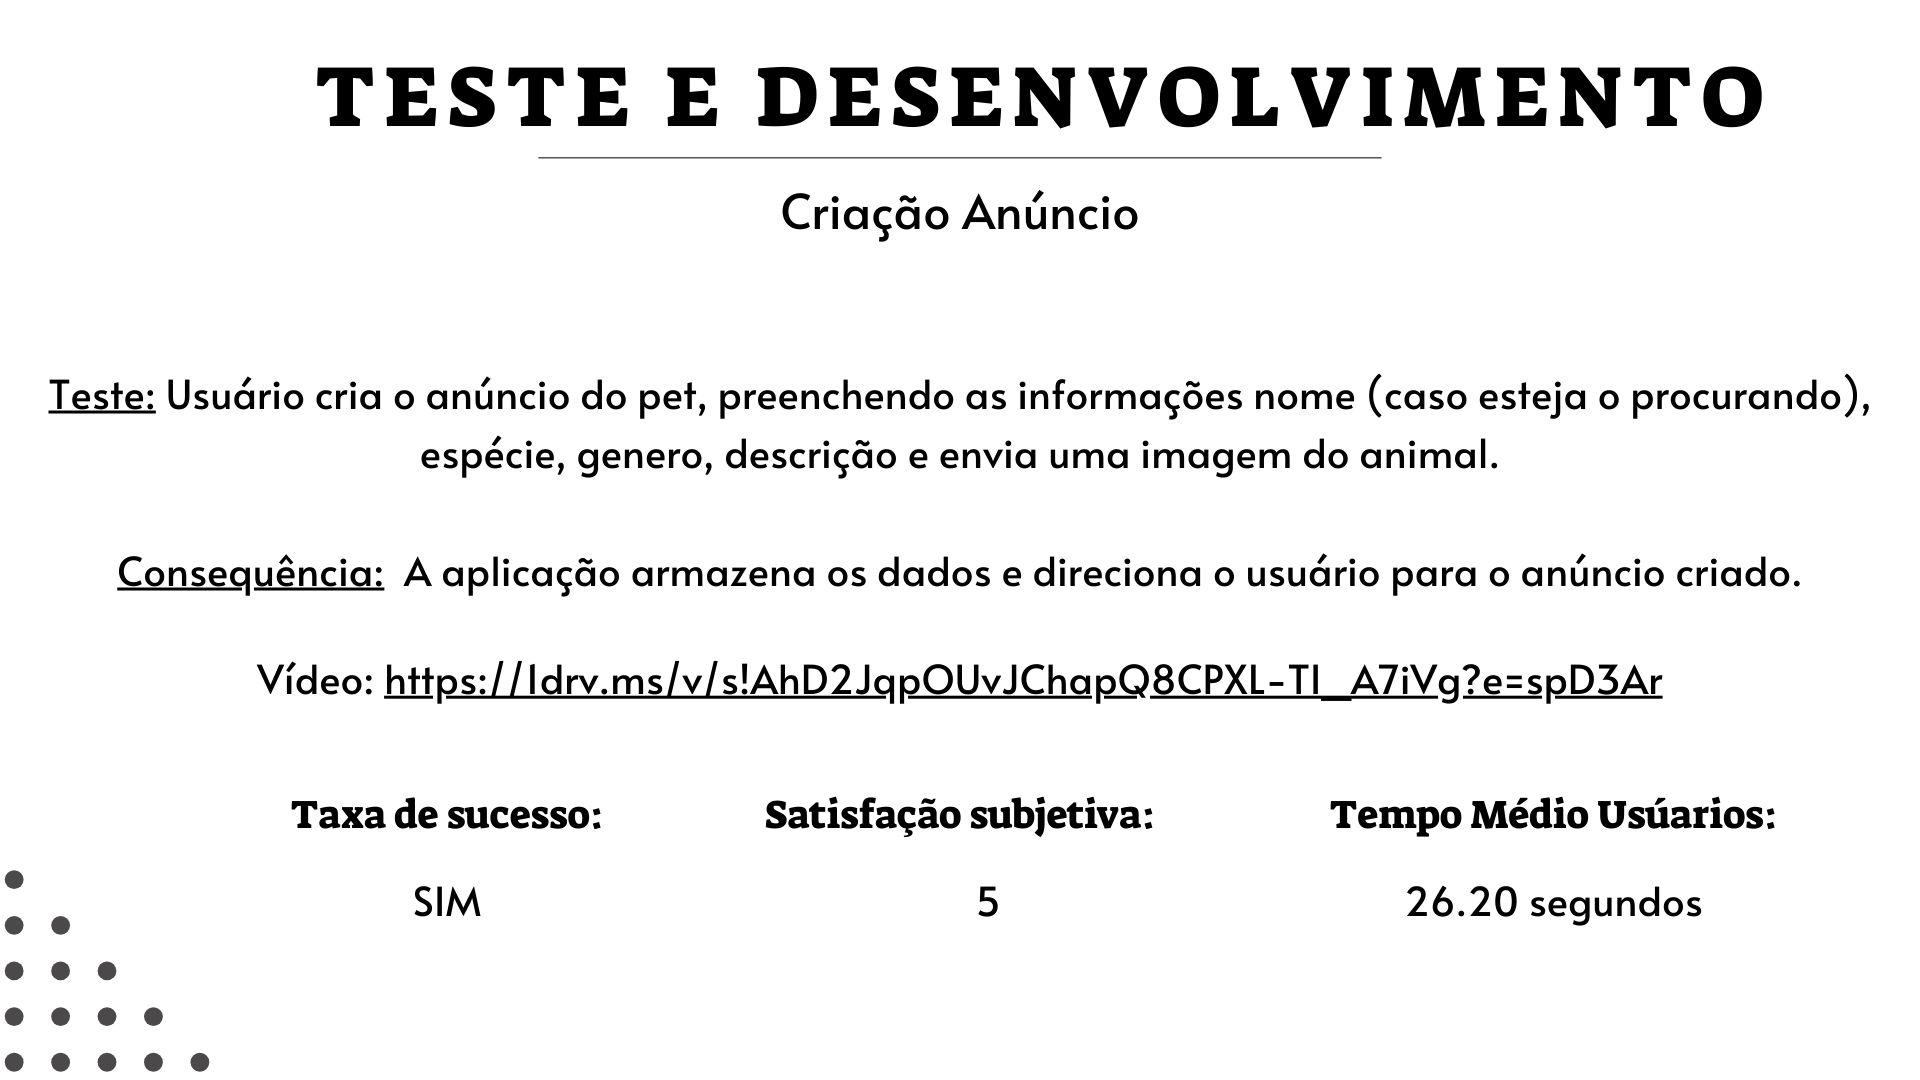 TESTE E DESENVOLVIMENTO
Criação Anúncio
Teste: Usuário cria o anúncio do pet, preenchendo as informações nome (caso esteja o procurando),
espécie, genero, descrição e envia uma imagem do animal.
Consequência: A aplicação armazena os dados e direciona o usuário para o anúncio criado.
Vídeo: https://1drv.ms/v/s!AhD2JqpOUvJChapQ8CPXL-TI_A7iVg?e=spD3Ar
Taxa de sucesso: Satisfação subjetiva: Tempo Médio Usúarios:
SIM 5 26.20 segundos